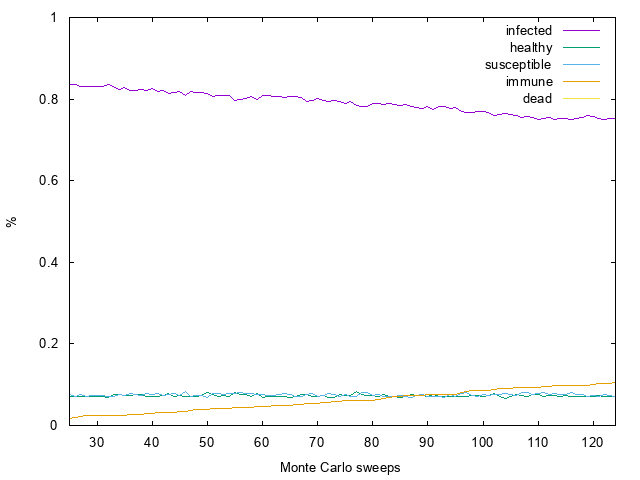 1
0.8
0.6
0.4
0.2
0
%
infected
healthy
susceptible
immune
dead
30 40 50 60 70 80 90 100 110 120
Monte Carlo sweeps